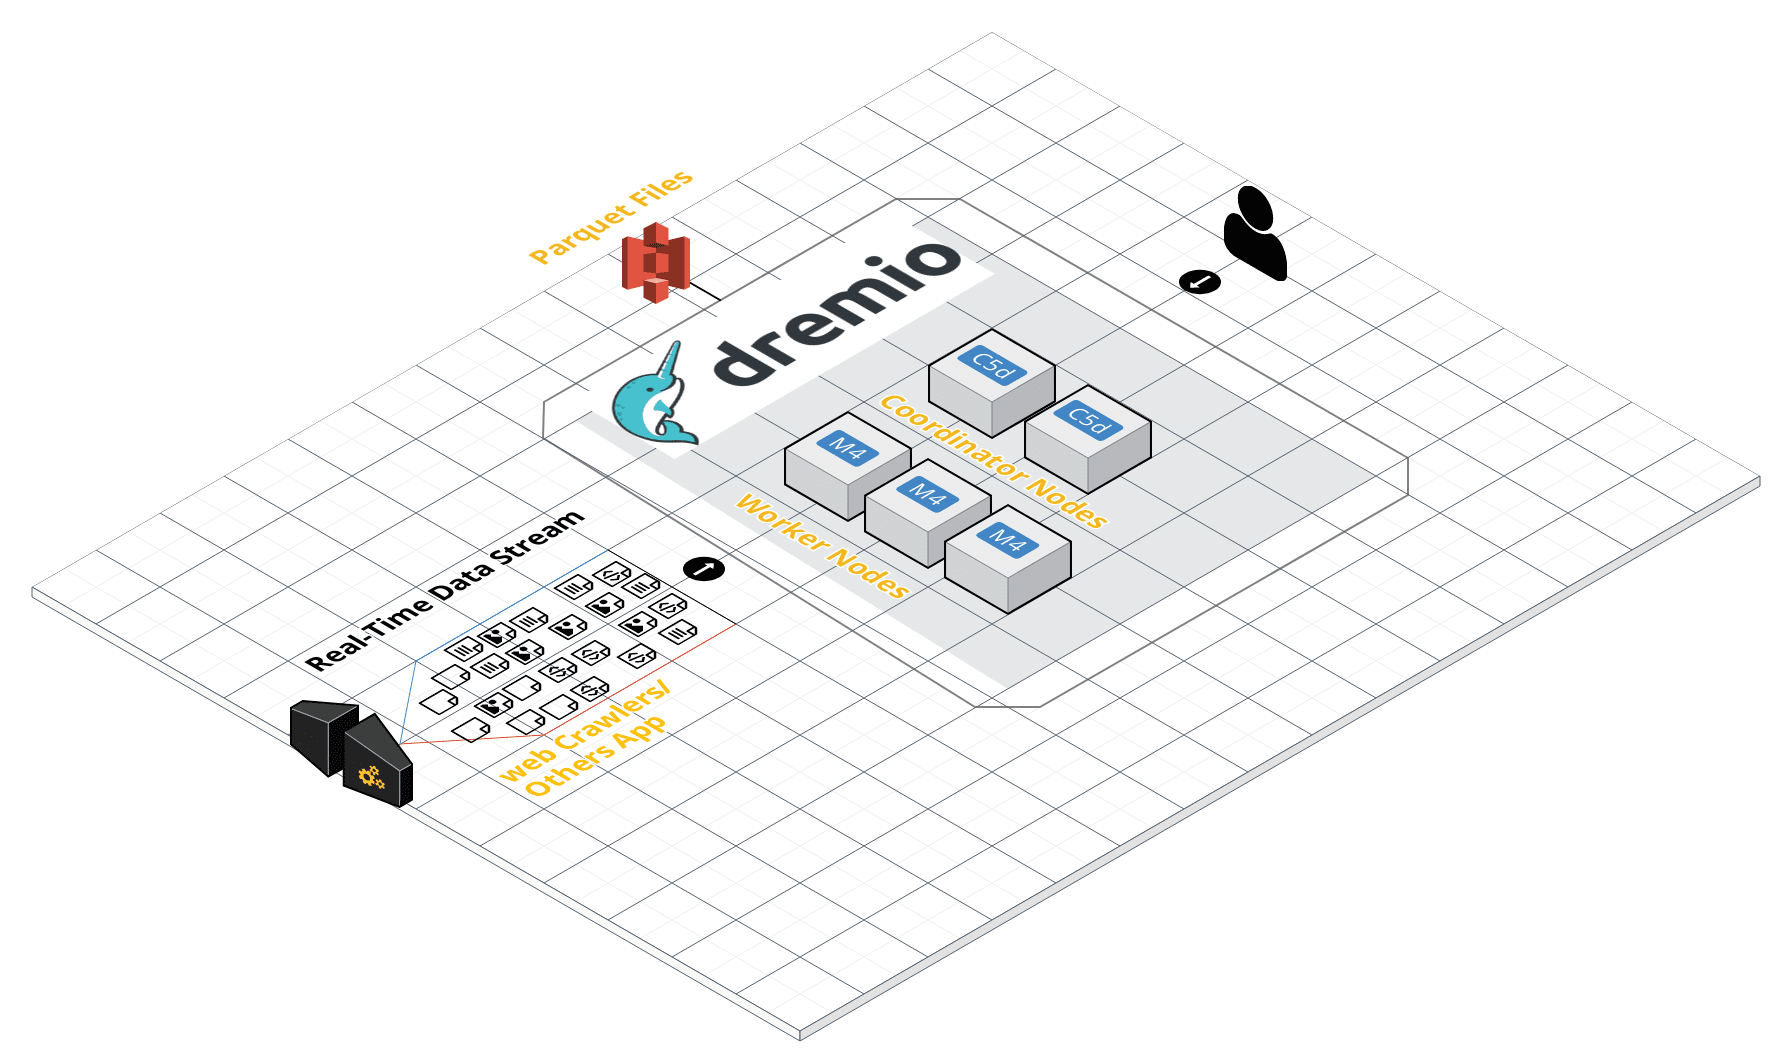 Parquet Files
dremio
C5d
C5d
Coordinator Nodes
M4
M4
M4
Worker Nodes
Real-Time Data Stream
web Crawlers/
Others App